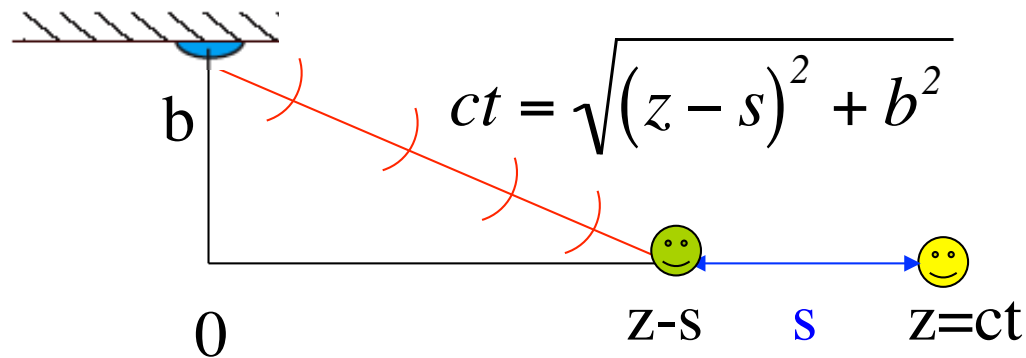 b
ct = √((z − s)² + b²)
0
z-s
s
z=ct